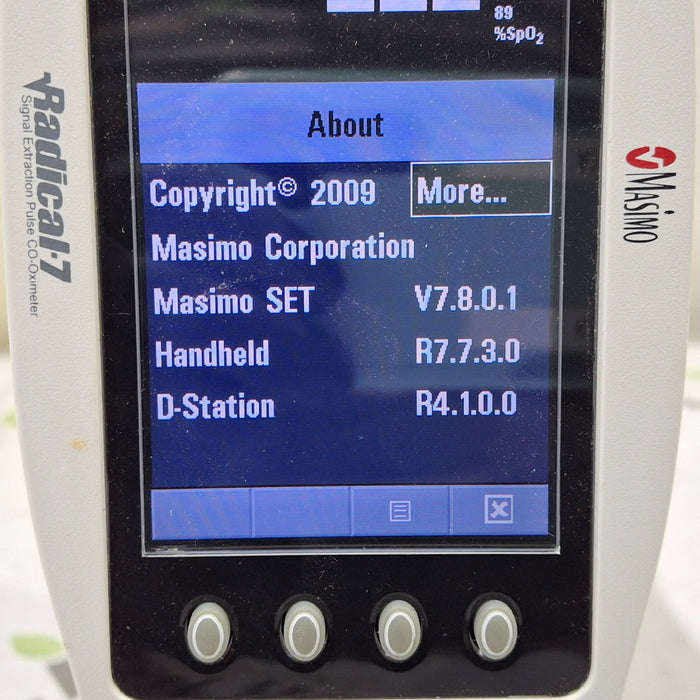 89
%SpO₂
About
Copyright© 2009 More...
Masimo Corporation
Masimo SET V7.8.0.1
Handheld R7.7.3.0
D-Station R4.1.0.0
Radical-7
Signal Extraction Pulse CO-Oximeter
Masimo